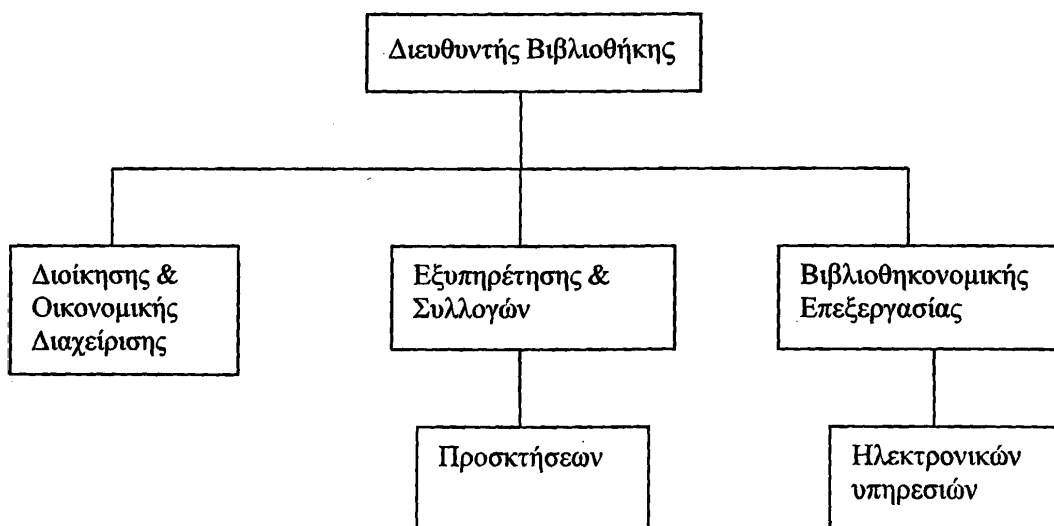 Διευθυντής Βιβλιοθήκης
Διοίκησης &
Οικονομικής
Διαχείρισης
Εξυπηρέτησης &
Συλλογών
Βιβλιοθηκονομικής
Επεξεργασίας
Προσκτήσεων
Ηλεκτρονικών
υπηρεσιών